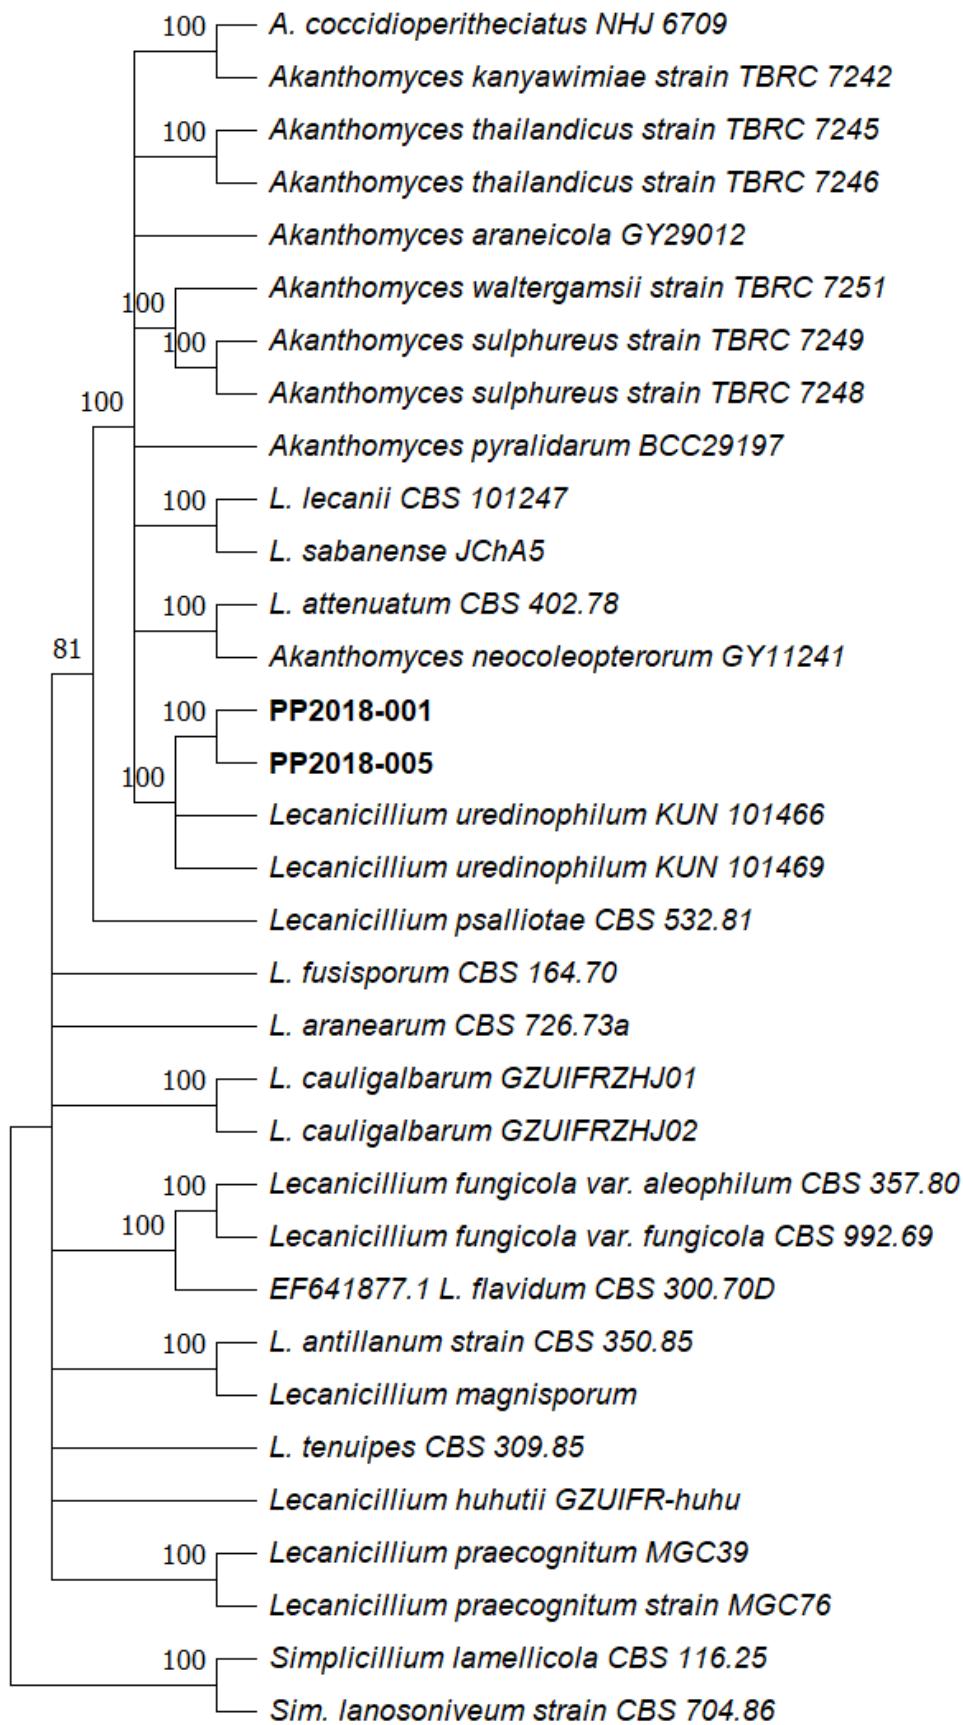 100
A. coccidioperitheciatus NHJ 6709
Akanthomyces kanyawimiae strain TBRC 7242
100
Akanthomyces thailandicus strain TBRC 7245
Akanthomyces thailandicus strain TBRC 7246
Akanthomyces araneicola GY29012
100
Akanthomyces waltergamsii strain TBRC 7251
100
Akanthomyces sulphureus strain TBRC 7249
Akanthomyces sulphureus strain TBRC 7248
100
Akanthomyces pyralidarum BCC29197
100
L. lecanii CBS 101247
L. sabanense JChA5
100
L. attenuatum CBS 402.78
81
Akanthomyces neocoleopterorum GY11241
100
PP2018-001
100
PP2018-005
Lecanicillium uredinophilum KUN 101466
Lecanicillium uredinophilum KUN 101469
Lecanicillium psalliotae CBS 532.81
L. fusisporum CBS 164.70
L. aranearum CBS 726.73a
100
L. cauligalbarum GZUIFRZHJ01
L. cauligalbarum GZUIFRZHJ02
100
Lecanicillium fungicola var. aleophilum CBS 357.80
100
Lecanicillium fungicola var. fungicola CBS 992.69
EF641877.1 L. flavidum CBS 300.70D
100
L. antillanum strain CBS 350.85
Lecanicillium magnisporum
L. tenuipes CBS 309.85
Lecanicillium huhutii GZUIFR-huhu
100
Lecanicillium praecognitum MGC39
Lecanicillium praecognitum strain MGC76
100
Simplicillium lamellicola CBS 116.25
Sim. lanosoniveum strain CBS 704.86